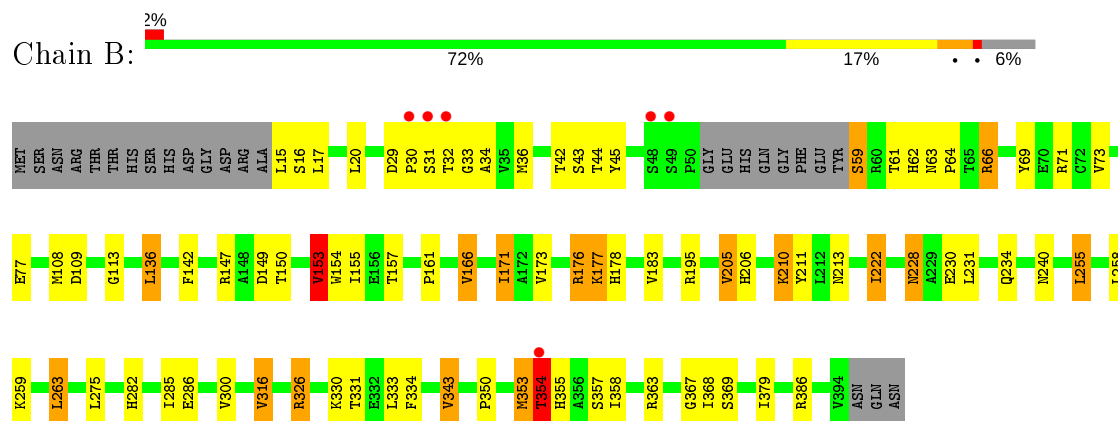 2%
Chain B:
72% 17% • • 6%
MET SER ASN ARG THR THR HIS SER HIS ASP GLY ASP ARG ALA L15 S16 L17 L20 D29 P30 S31 T32 G33 A34 V35 M36 T42 S43 T44 Y45 S48 S49 P50 GLY GLU HIS GLN GLY PHE GLU TYR S59 R60 T61 H62 N63 P64 T65 R66 Y69 E70 R71 C72 V73
E77 M108 D109 G113 L136 F142 R147 A148 D149 T150 V153 W154 I155 E156 T157 P161 V166 I171 A172 V173 R176 K177 H178 V183 R195 V205 H206 K210 Y211 L212 N213 I222 N228 A229 E230 L231 Q234 N240 L255
K259 L263 L275 H282 I285 E286 V300 V316 R326 K330 T331 E332 L333 F334 V343 P350 M353 T354 H355 A356 S357 I358 R363 G367 I368 S369 I379 R386 V394 ASN GLN ASN